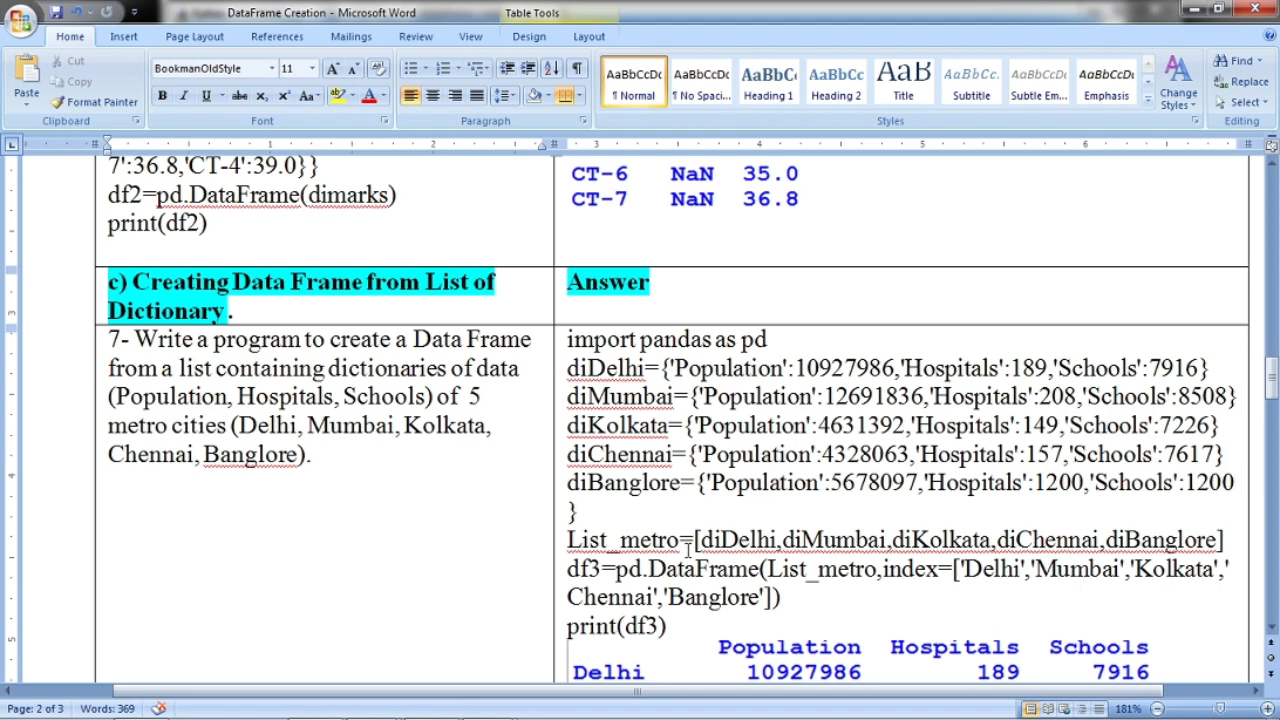 DataFrame Creation - Microsoft Word
Table Tools
Home
Insert
Page Layout
References
Mailings
Review
View
Design
Layout
Paste
Cut
Copy
Format Painter
Clipboard
BookmanOldStyle
11
Font
Paragraph
AaBbCcDc
AaBbCcDc
AaBbC
AaBbCc
AaB
AaBbCc.
AaBbCcDc
AaBbCcDc
¶ Normal
¶ No Spaci...
Heading 1
Heading 2
Title
Subtitle
Subtle Em...
Emphasis
Change
Styles
Styles
Find
Replace
Select
Editing
7':36.8,'CT-4':39.0}}
df2=pd.DataFrame(dimarks)
print(df2)
CT-6 NaN 35.0
CT-7 NaN 36.8
c) Creating Data Frame from List of
Dictionary.
Answer
7- Write a program to create a Data Frame
from a list containing dictionaries of data
(Population, Hospitals, Schools) of 5
metro cities (Delhi, Mumbai, Kolkata,
Chennai, Banglore).
import pandas as pd
diDelhi={'Population':10927986,'Hospitals':189,'Schools':7916}
diMumbai={'Population':12691836,'Hospitals':208,'Schools':8508}
diKolkata={'Population':4631392,'Hospitals':149,'Schools':7226}
diChennai={'Population':4328063,'Hospitals':157,'Schools':7617}
diBanglore={'Population':5678097,'Hospitals':1200,'Schools':1200
}
List_metro=[diDelhi,diMumbai,diKolkata,diChennai,diBanglore]
df3=pd.DataFrame(List_metro,index=['Delhi','Mumbai','Kolkata','
Chennai','Banglore'])
print(df3)
Population Hospitals Schools
Delhi 10927986 189 7916
Page: 2 of 3
Words: 369
181%